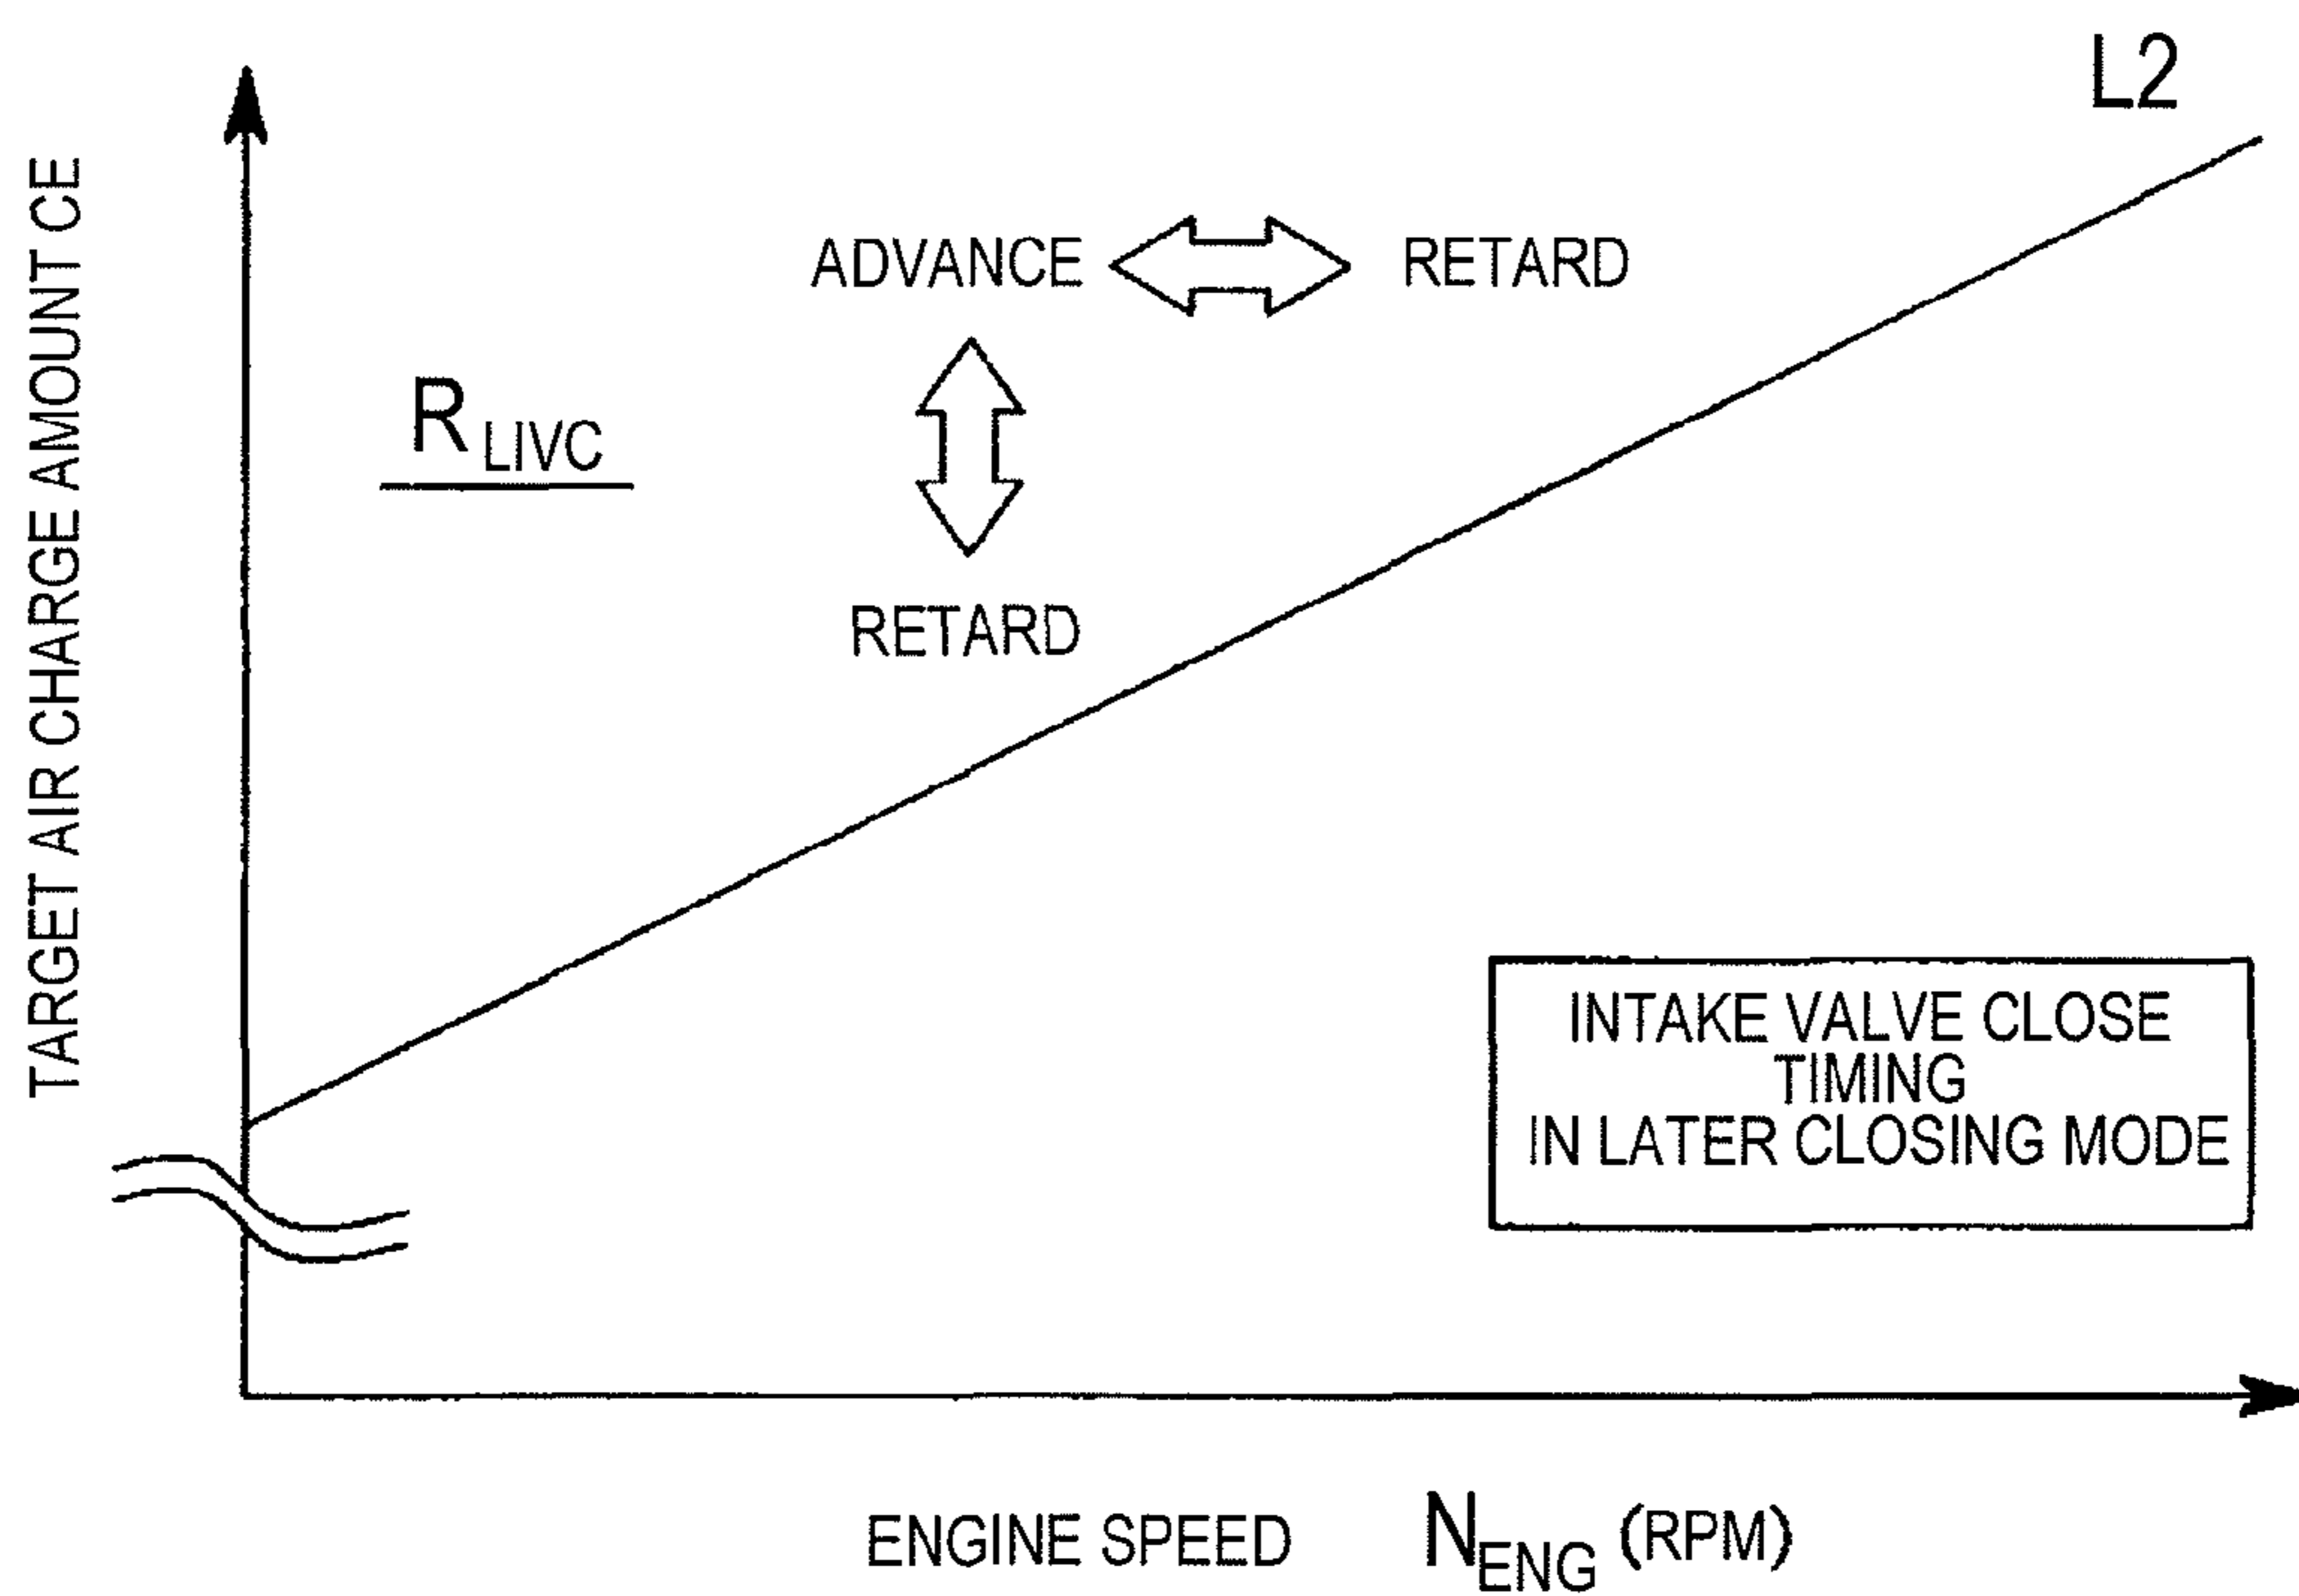 L2
TARGET AIR CHARGE AMOUNT CE
ADVANCE RETARD
R LIVC
RETARD
INTAKE VALVE CLOSE
TIMING
IN LATER CLOSING MODE
ENGINE SPEED NENG (RPM)